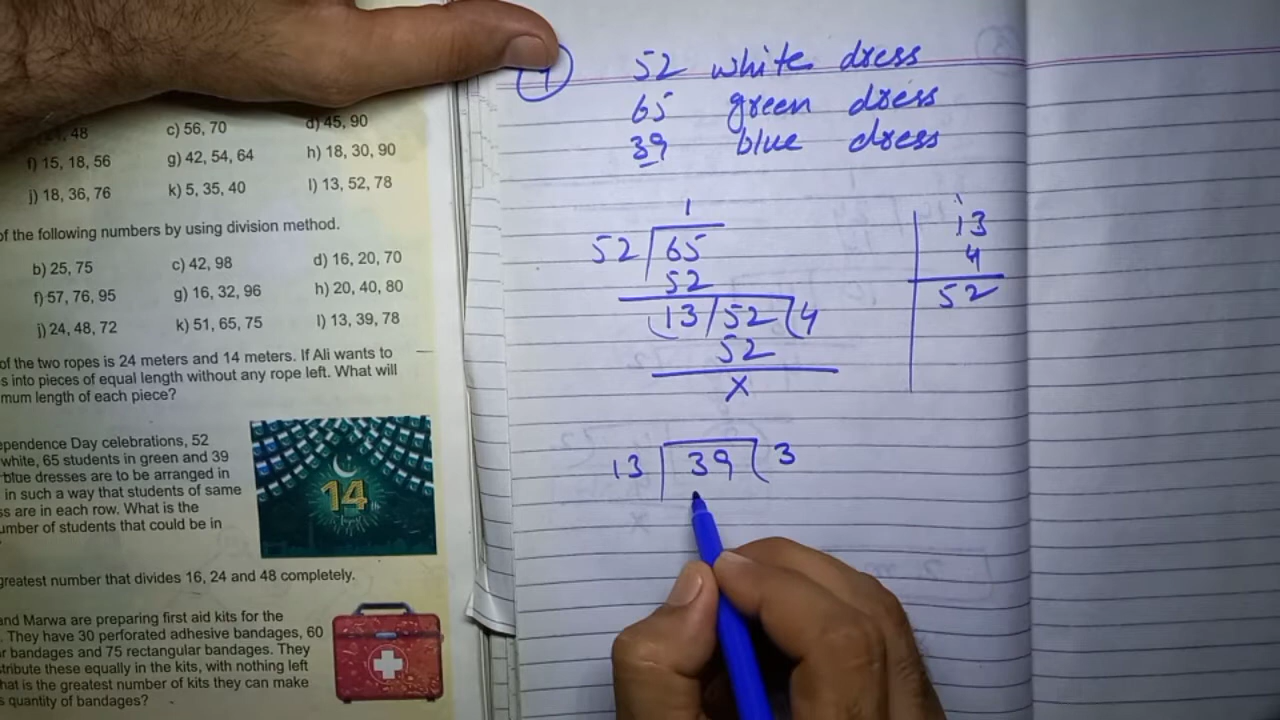 48
c) 56, 70
d) 45, 90
f) 15, 18, 56
g) 42, 54, 64
h) 18, 30, 90
j) 18, 36, 76
k) 5, 35, 40
l) 13, 52, 78
of the following numbers by using division method.
b) 25, 75
c) 42, 98
d) 16, 20, 70
f) 57, 76, 95
g) 16, 32, 96
h) 20, 40, 80
j) 24, 48, 72
k) 51, 65, 75
l) 13, 39, 78
of the two ropes is 24 meters and 14 meters. If Ali wants to
s into pieces of equal length without any rope left. What will
mum length of each piece?
ependence Day celebrations, 52
white, 65 students in green and 39
blue dresses are to be arranged in
in such a way that students of same
ss are in each row. What is the
umber of students that could be in
14
greatest number that divides 16, 24 and 48 completely.
and Marwa are preparing first aid kits for the
They have 30 perforated adhesive bandages, 60
r bandages and 75 rectangular bandages. They
stribute these equally in the kits, with nothing left
hat is the greatest number of kits they can make
s quantity of bandages?
52 white dress
65 green dress
39 blue dress
1
52 65
52
13 52 4
52
x
1
13
4
52
13 39 3